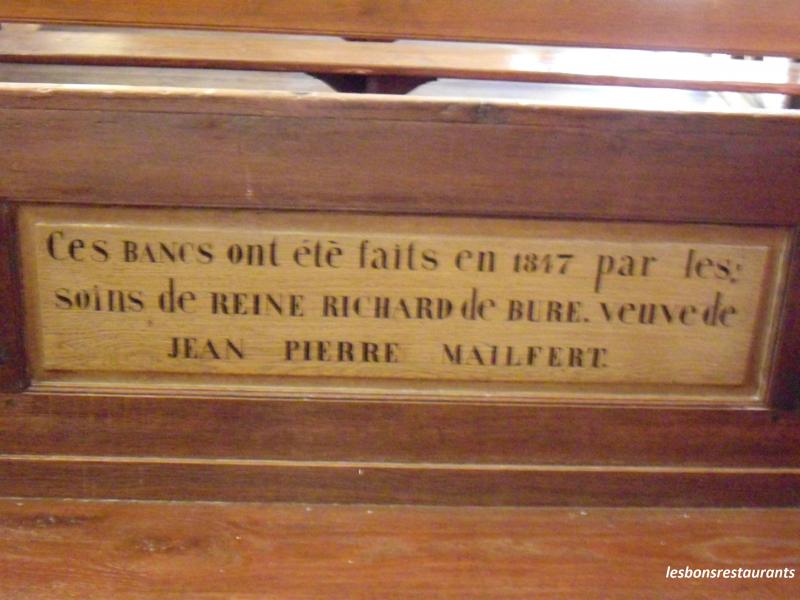 Ces BANCS ont étè faits en 1847 par les;
soins de REINE RICHARD de BURE. veuve de
JEAN PIERRE MAILFERT.
lesbonsrestaurants